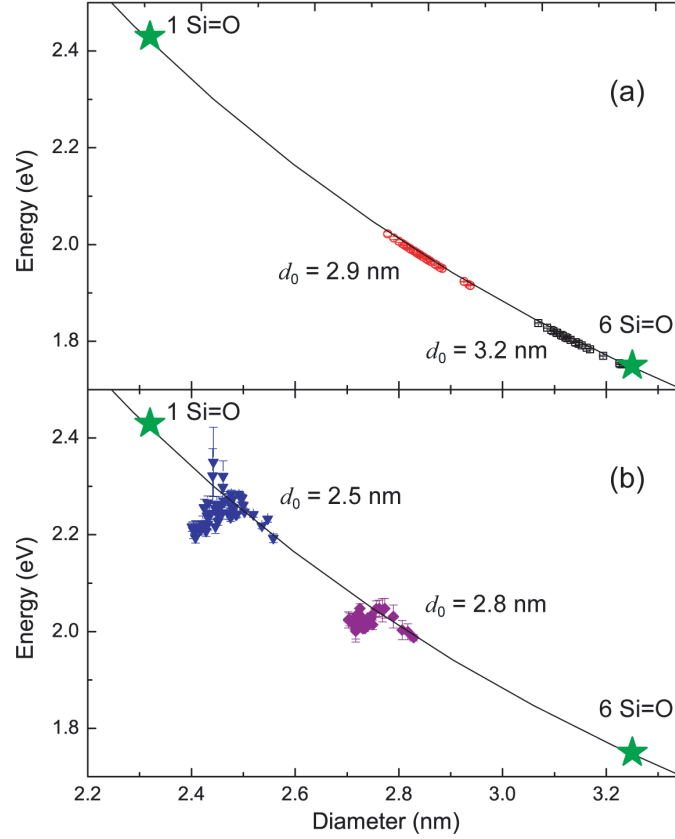 2.4
1 Si=O
(a)
2.2
Energy (eV)
2.0
d₀ = 2.9 nm
1.8
d₀ = 3.2 nm
6 Si=O
2.4
1 Si=O
(b)
d₀ = 2.5 nm
2.2
Energy (eV)
2.0
d₀ = 2.8 nm
6 Si=O
1.8
2.2 2.4 2.6 2.8 3.0 3.2
Diameter (nm)